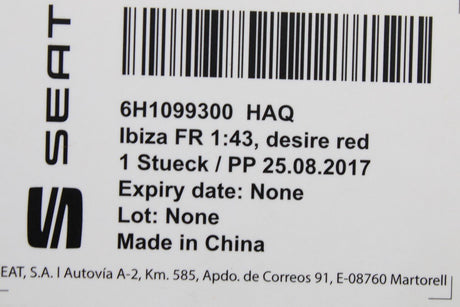 SEAT
6H1099300 HAQ
Ibiza FR 1:43, desire red
1 Stueck / PP 25.08.2017
Expiry date: None
Lot: None
Made in China
EAT, S.A. I Autovía A-2, Km. 585, Apdo. de Correos 91, E-08760 Martorell